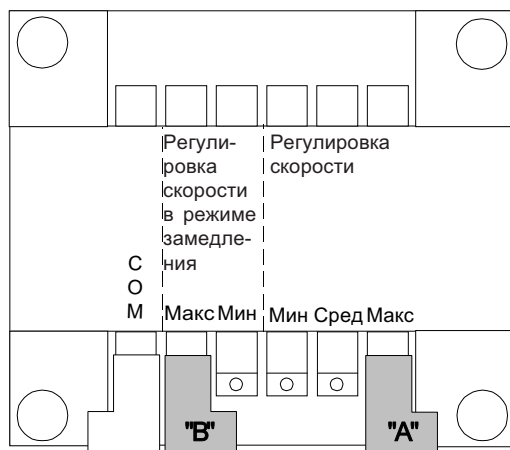 Регули-
ровка
скорости
в режиме
замедле-
ния
Регулировка
скорости
С
О
М
Макс Мин
Мин Сред Макс
"В"
"А"